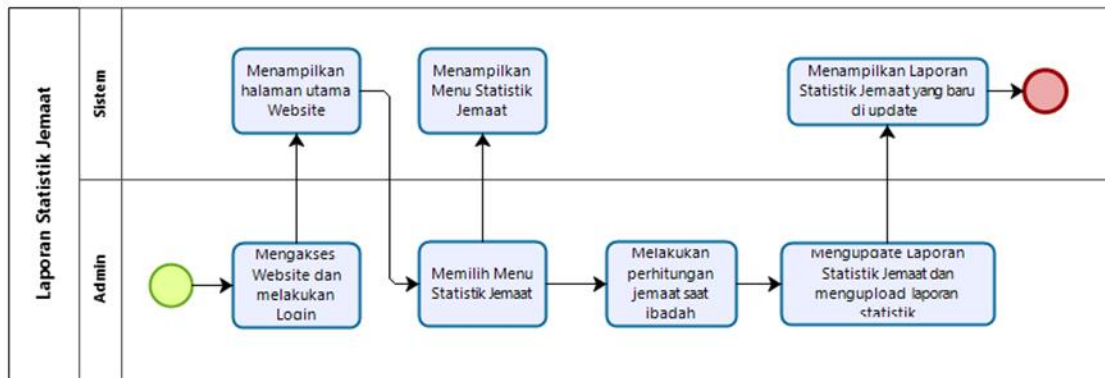 Laporan Statistik Jemaat
Sistem
Menampilkan
halaman utama
Website
Menampilkan
Menu Statistik
Jemaat
Menampilkan Laporan
Statistik Jemaat yang baru
di update
Admin
Mengakses
Website dan
melakukan
Login
Memilih Menu
Statistik Jemaat
Melakukan
perhitungan
jemaat saat
ibadah
Mengupdate Laporan
Statistik Jemaat dan
mengupload laporan
statistik